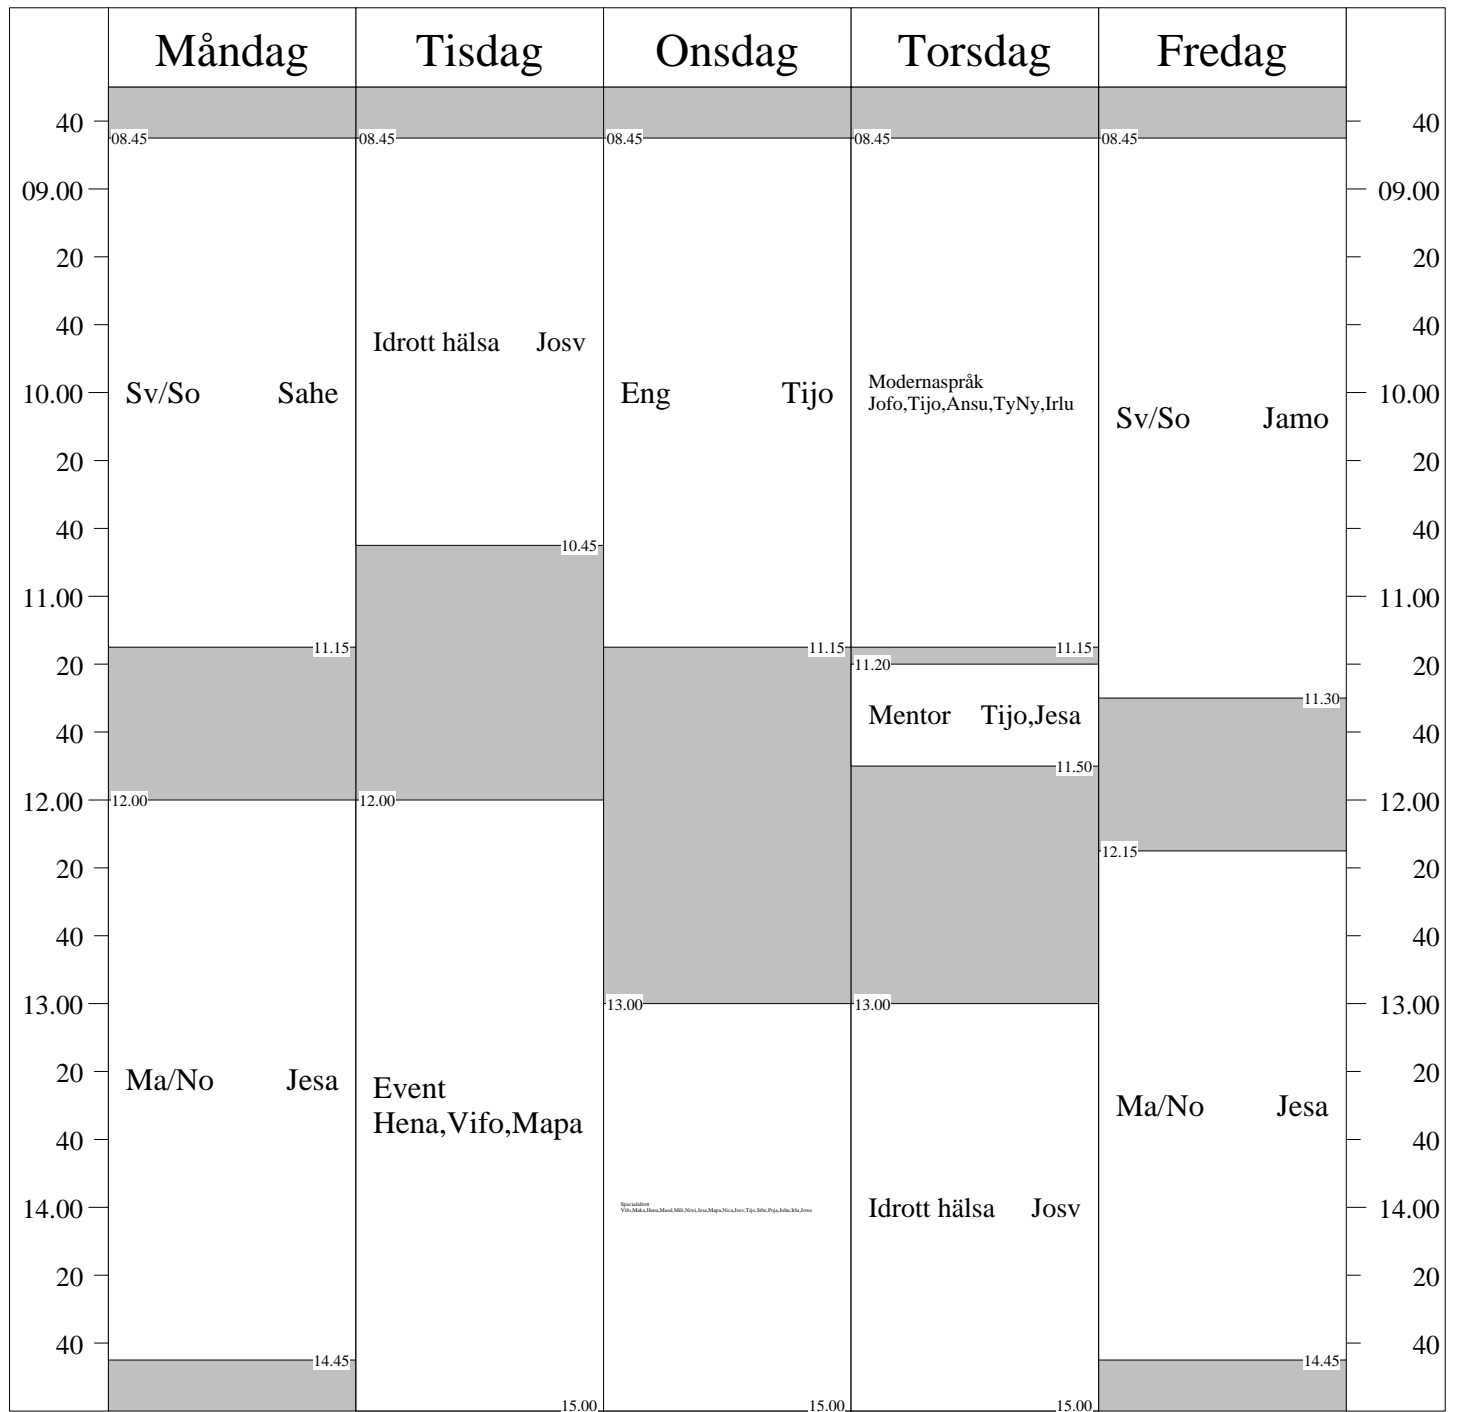 Måndag Tisdag Onsdag Torsdag Fredag
40 40
08.45 08.45 08.45 08.45 08.45
09.00 09.00
20 20
40 40
Idrott hälsa Josv
Modernaspråk
10.00 Sv/So Sahe Eng Tijo 10.00
Jofo,Tijo,Ansu,TyNy,Irlu
Sv/So Jamo
20 20
40 40
10.45
11.00 11.00
11.15 11.15 11.15
20 11.20 20
11.30
Mentor Tijo,Jesa
40 40
11.50
12.00 12.00 12.00 12.00
12.15
20 20
40 40
13.00 13.00 13.00 13.00
20 Ma/No Jesa 20
Event
Ma/No Jesa
Hena,Vifo,Mapa
40 40
Specialidrott
14.00 Idrott hälsa Josv 14.00
20 20
40 40
14.45 14.45
15.00 15.00 15.00